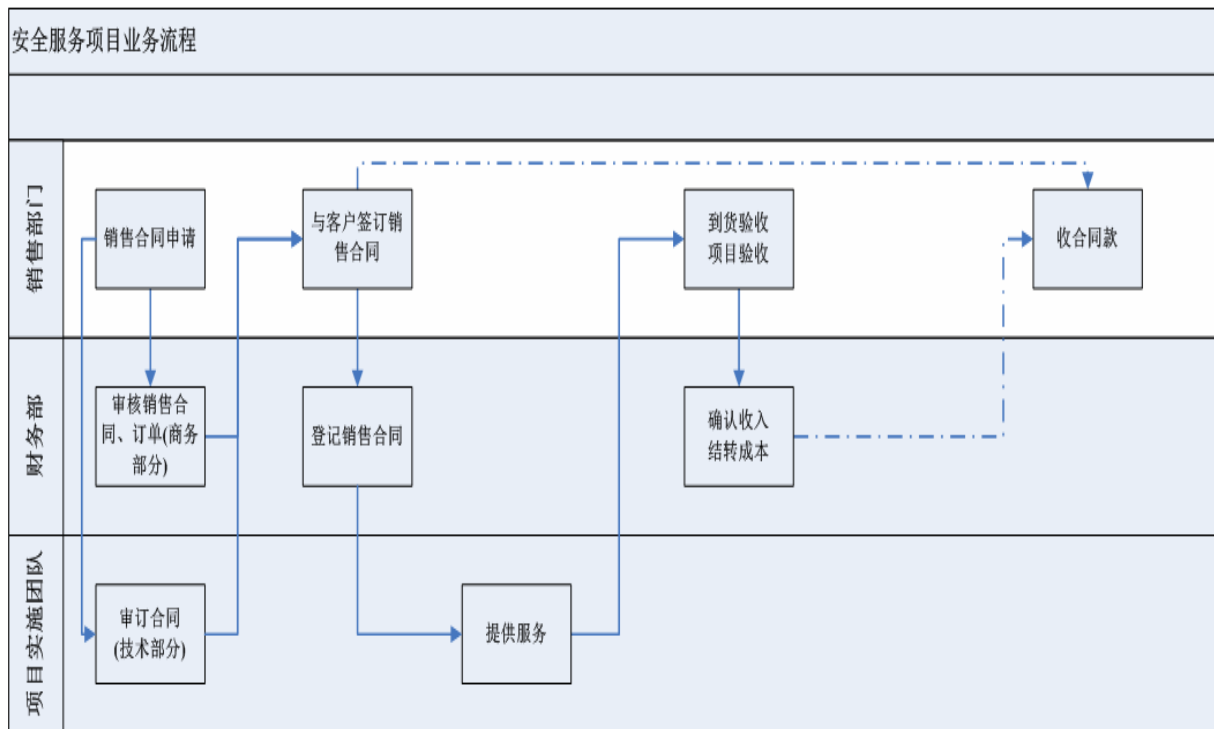 安全服务项目业务流程
销售部门
销售合同申请
与客户签订销
售合同
到货验收
项目验收
收合同款
财务部
审核销售合
同、订单(商务
部分)
登记销售合同
确认收入
结转成本
项目实施团队
审订合同
(技术部分)
提供服务